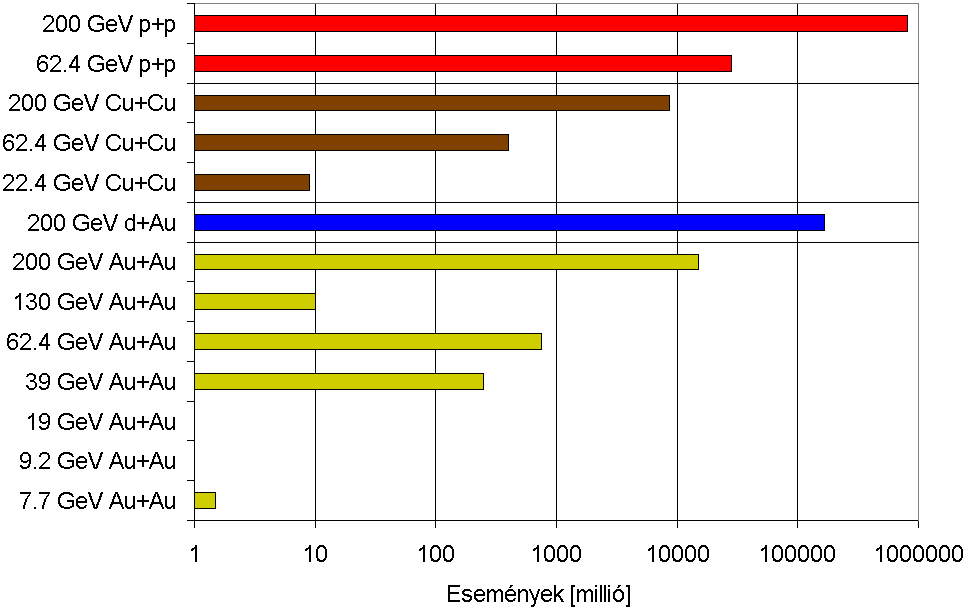 200 GeV p+p
62.4 GeV p+p
200 GeV Cu+Cu
62.4 GeV Cu+Cu
22.4 GeV Cu+Cu
200 GeV d+Au
200 GeV Au+Au
130 GeV Au+Au
62.4 GeV Au+Au
39 GeV Au+Au
19 GeV Au+Au
9.2 GeV Au+Au
7.7 GeV Au+Au
1 10 100 1000 10000 100000 1000000
Események [millió]